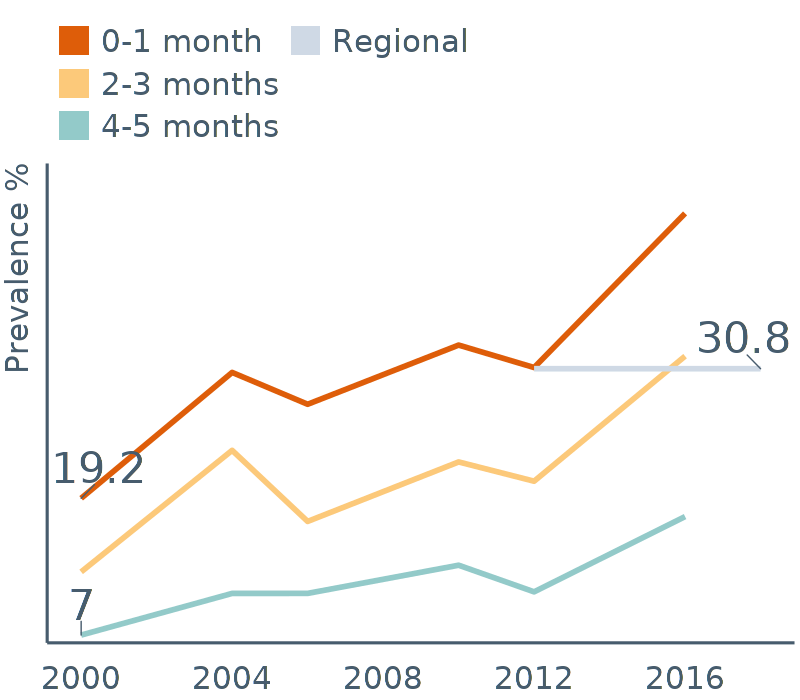 0-1 month
Regional
2-3 months
4-5 months
Prevalence %
30.8
19.2
7
2000 2004 2008 2012 2016